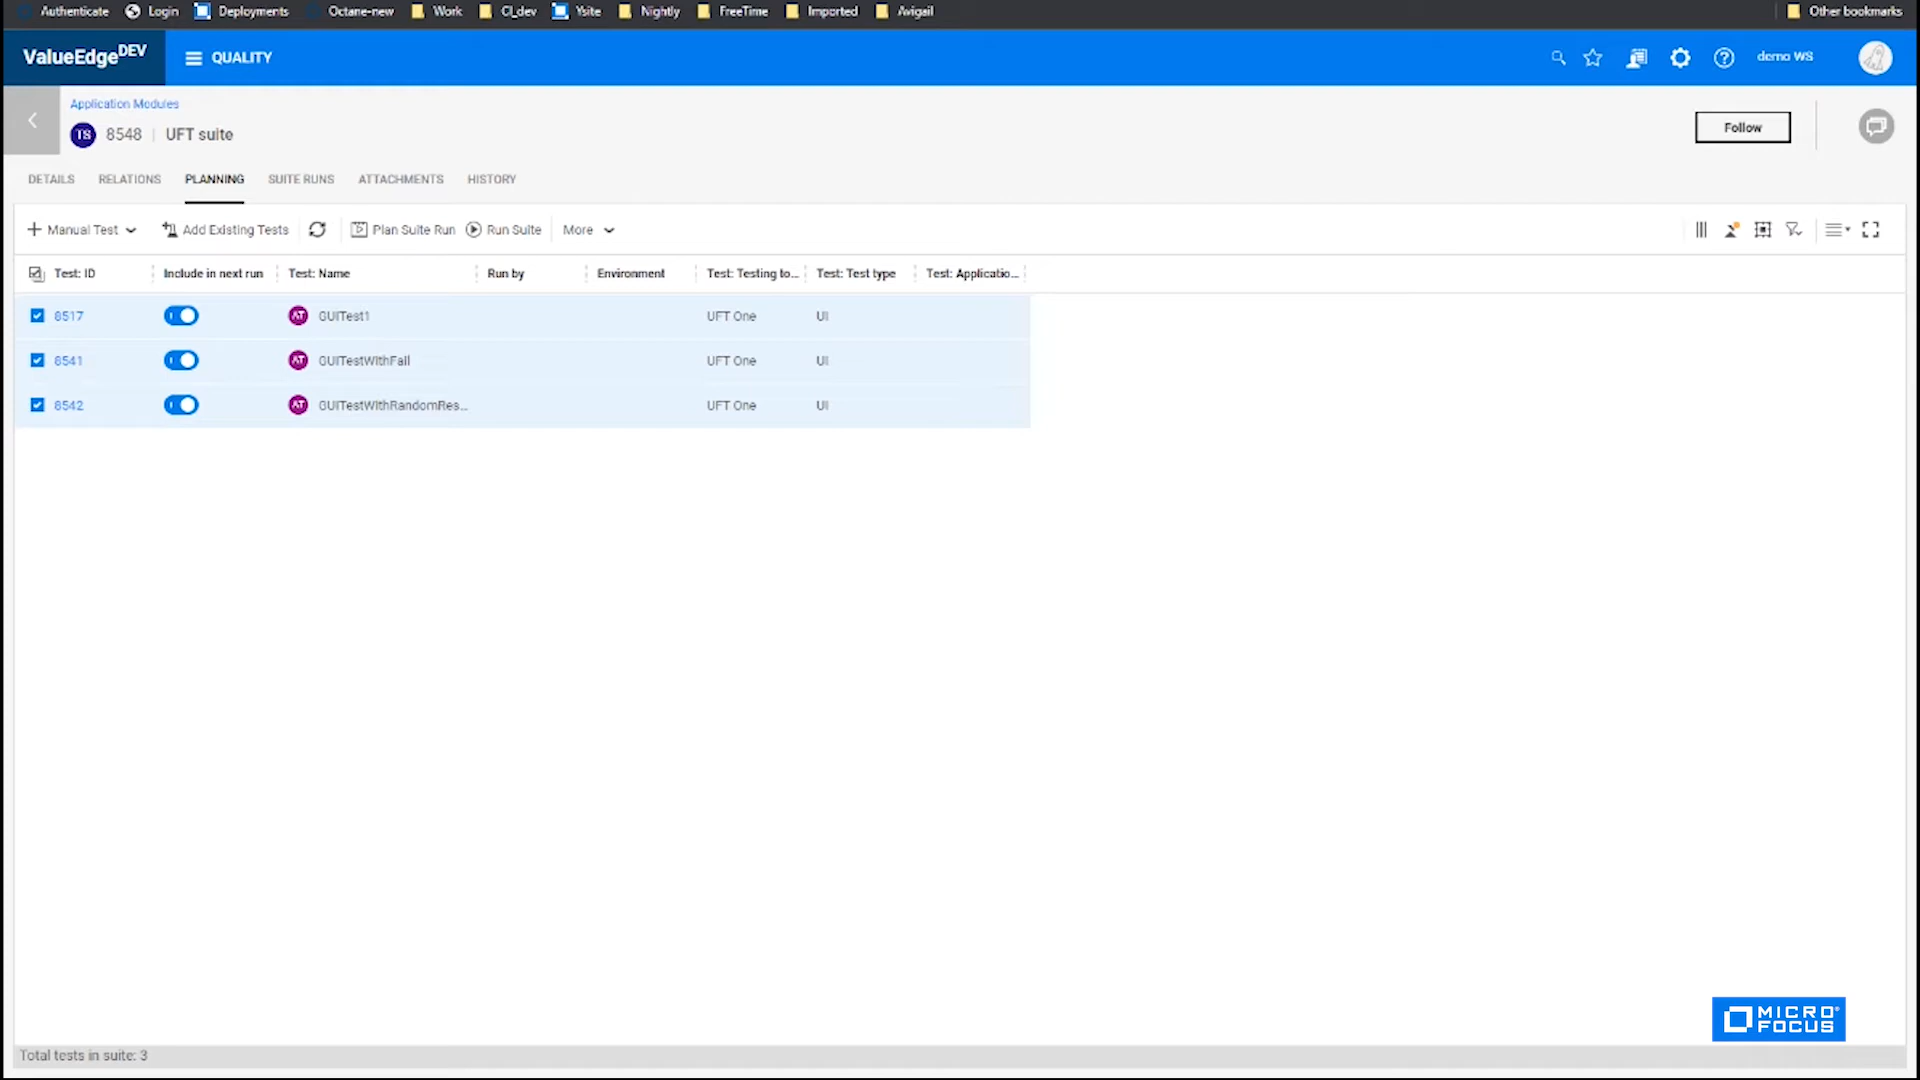 Authenticate Login Deployments Octane-new Work CI_dev Ysite Nightly FreeTime Imported Avigail Other bookmarks
ValueEdgeDEV QUALITY demo WS
Application Modules
TS 8548 UFT suite Follow
DETAILS RELATIONS PLANNING SUITE RUNS ATTACHMENTS HISTORY
Manual Test Add Existing Tests Plan Suite Run Run Suite More
Test: ID Include in next run Test: Name Run by Environment Test: Testing to... Test: Test type Test: Applicatio...
8517 AT GUITest1 UFT One UI
8541 AT GUITestWithFail UFT One UI
8542 AT GUITestWithRandomRes... UFT One UI
MICRO
FOCUS
Total tests in suite: 3